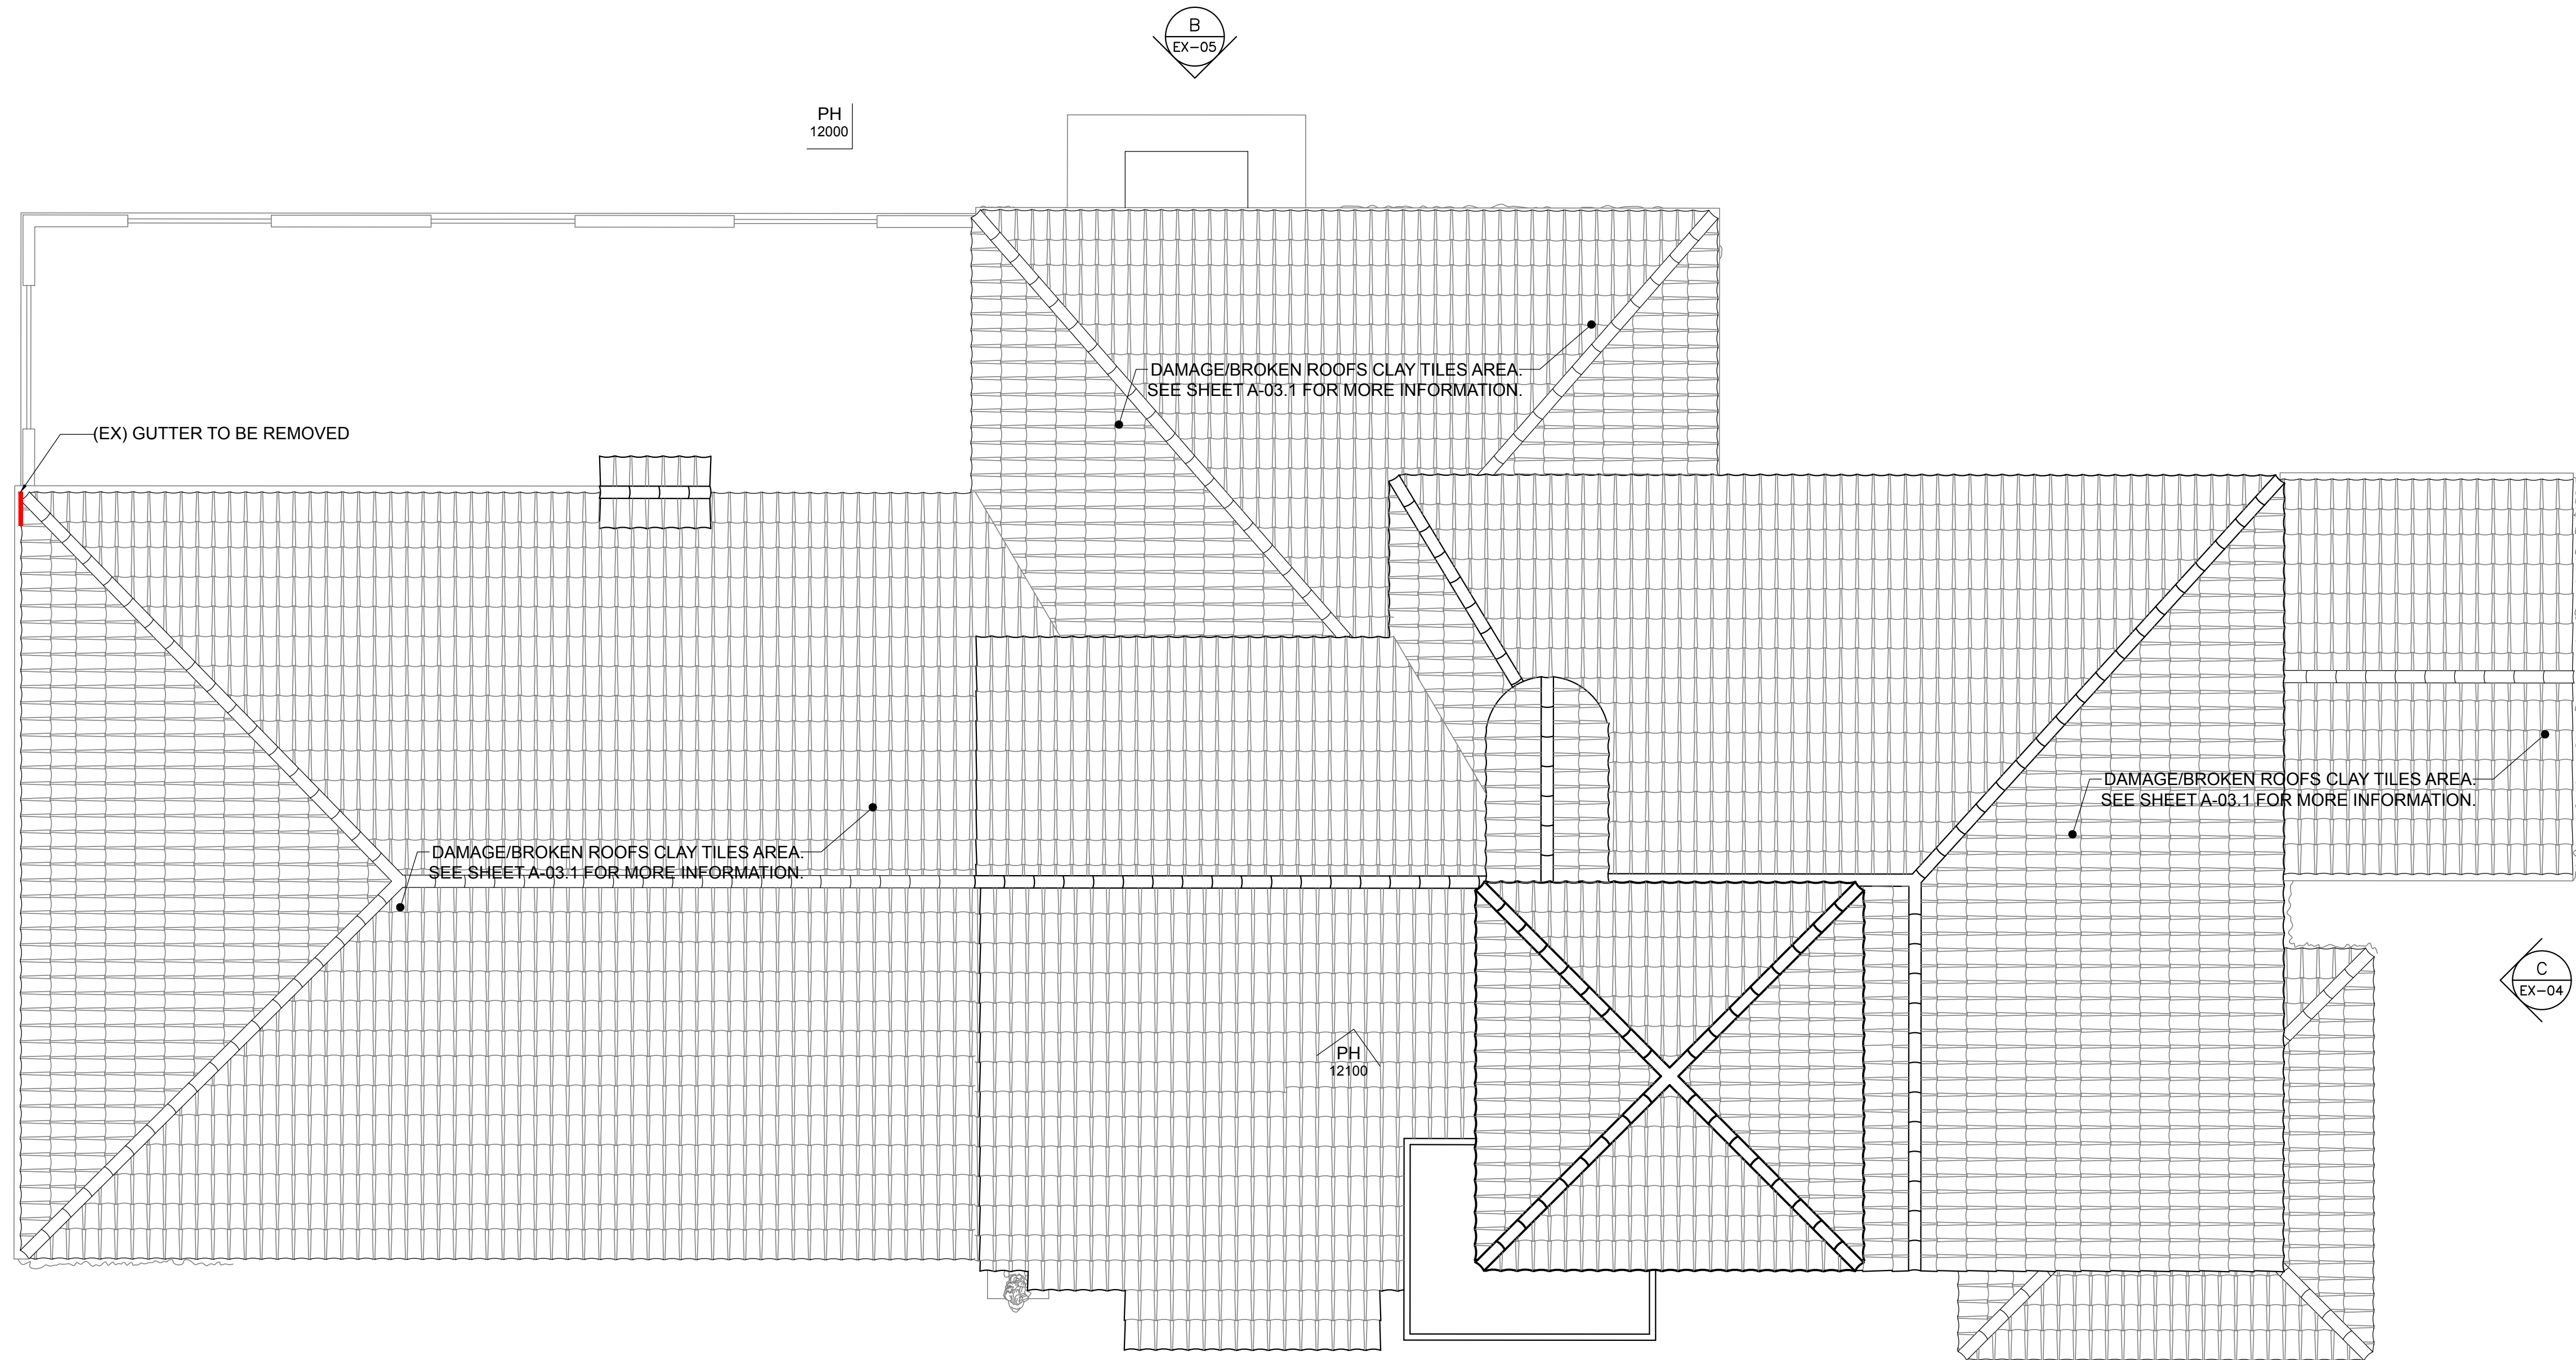 B
EX-05
PH
12000
DAMAGE/BROKEN ROOFS CLAY TILES AREA.
SEE SHEET A-03.1 FOR MORE INFORMATION.
(EX) GUTTER TO BE REMOVED
DAMAGE/BROKEN ROOFS CLAY TILES AREA.
SEE SHEET A-03.1 FOR MORE INFORMATION.
DAMAGE/BROKEN ROOFS CLAY TILES AREA.
SEE SHEET A-03.1 FOR MORE INFORMATION.
C
EX-04
PH
12100